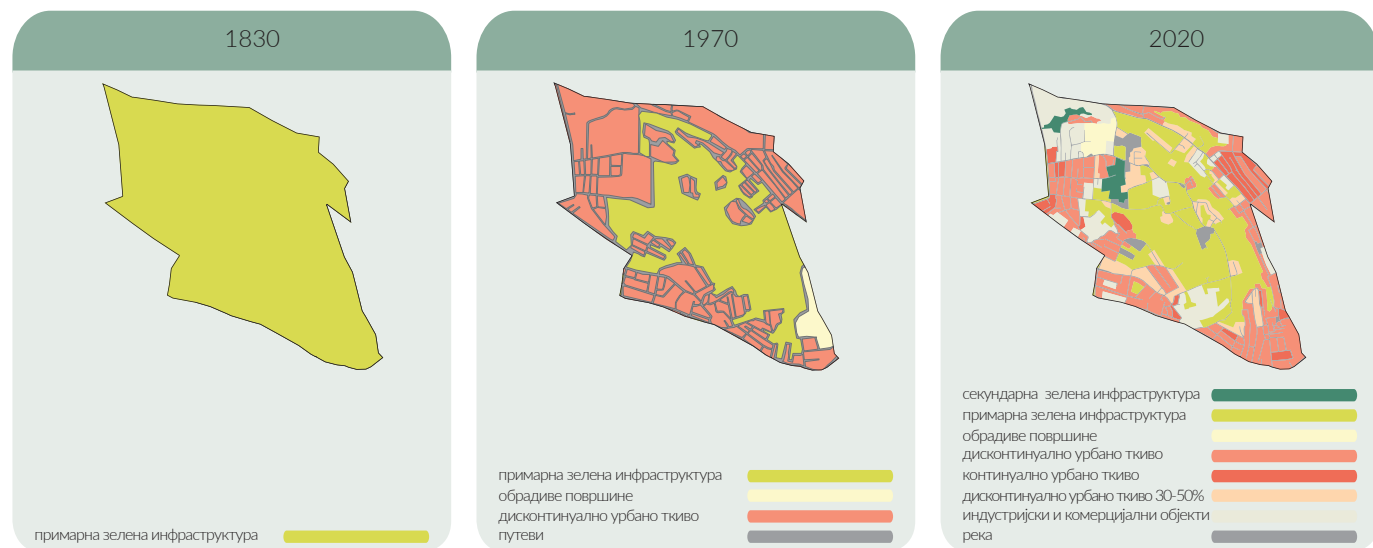 1830
1970
2020
примарна зелена инфраструктура
примарна зелена инфраструктура
обрадиве површине
дисконтинуално урбано ткиво
путеви
секундарна зелена инфраструктура
примарна зелена инфраструктура
обрадиве површине
дисконтинуално урбано ткиво
континуално урбано ткиво
дисконтинуално урбано ткиво 30-50%
индустријски и комерцијални објекти
река